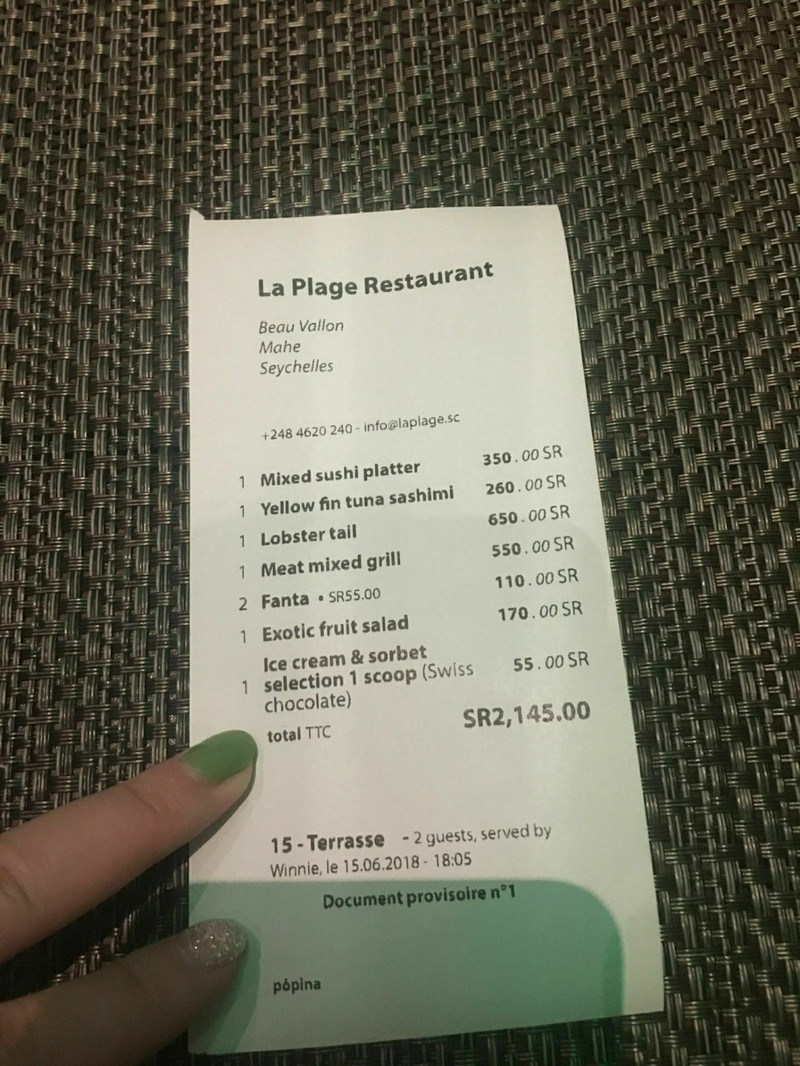 La Plage Restaurant
Beau Vallon
Mahe
Seychelles
+248 4620 240 - info@laplage.sc
1 Mixed sushi platter 350.00 SR
1 Yellow fin tuna sashimi 260.00 SR
1 Lobster tail 650.00 SR
1 Meat mixed grill 550.00 SR
2 Fanta • SR55.00 110.00 SR
1 Exotic fruit salad 170.00 SR
Ice cream & sorbet
1 selection 1 scoop (Swiss 55.00 SR
chocolate)
total TTC SR2,145.00
15 - Terrasse - 2 guests, served by
Winnie, le 15.06.2018 - 18:05
Document provisoire n°1
pópina